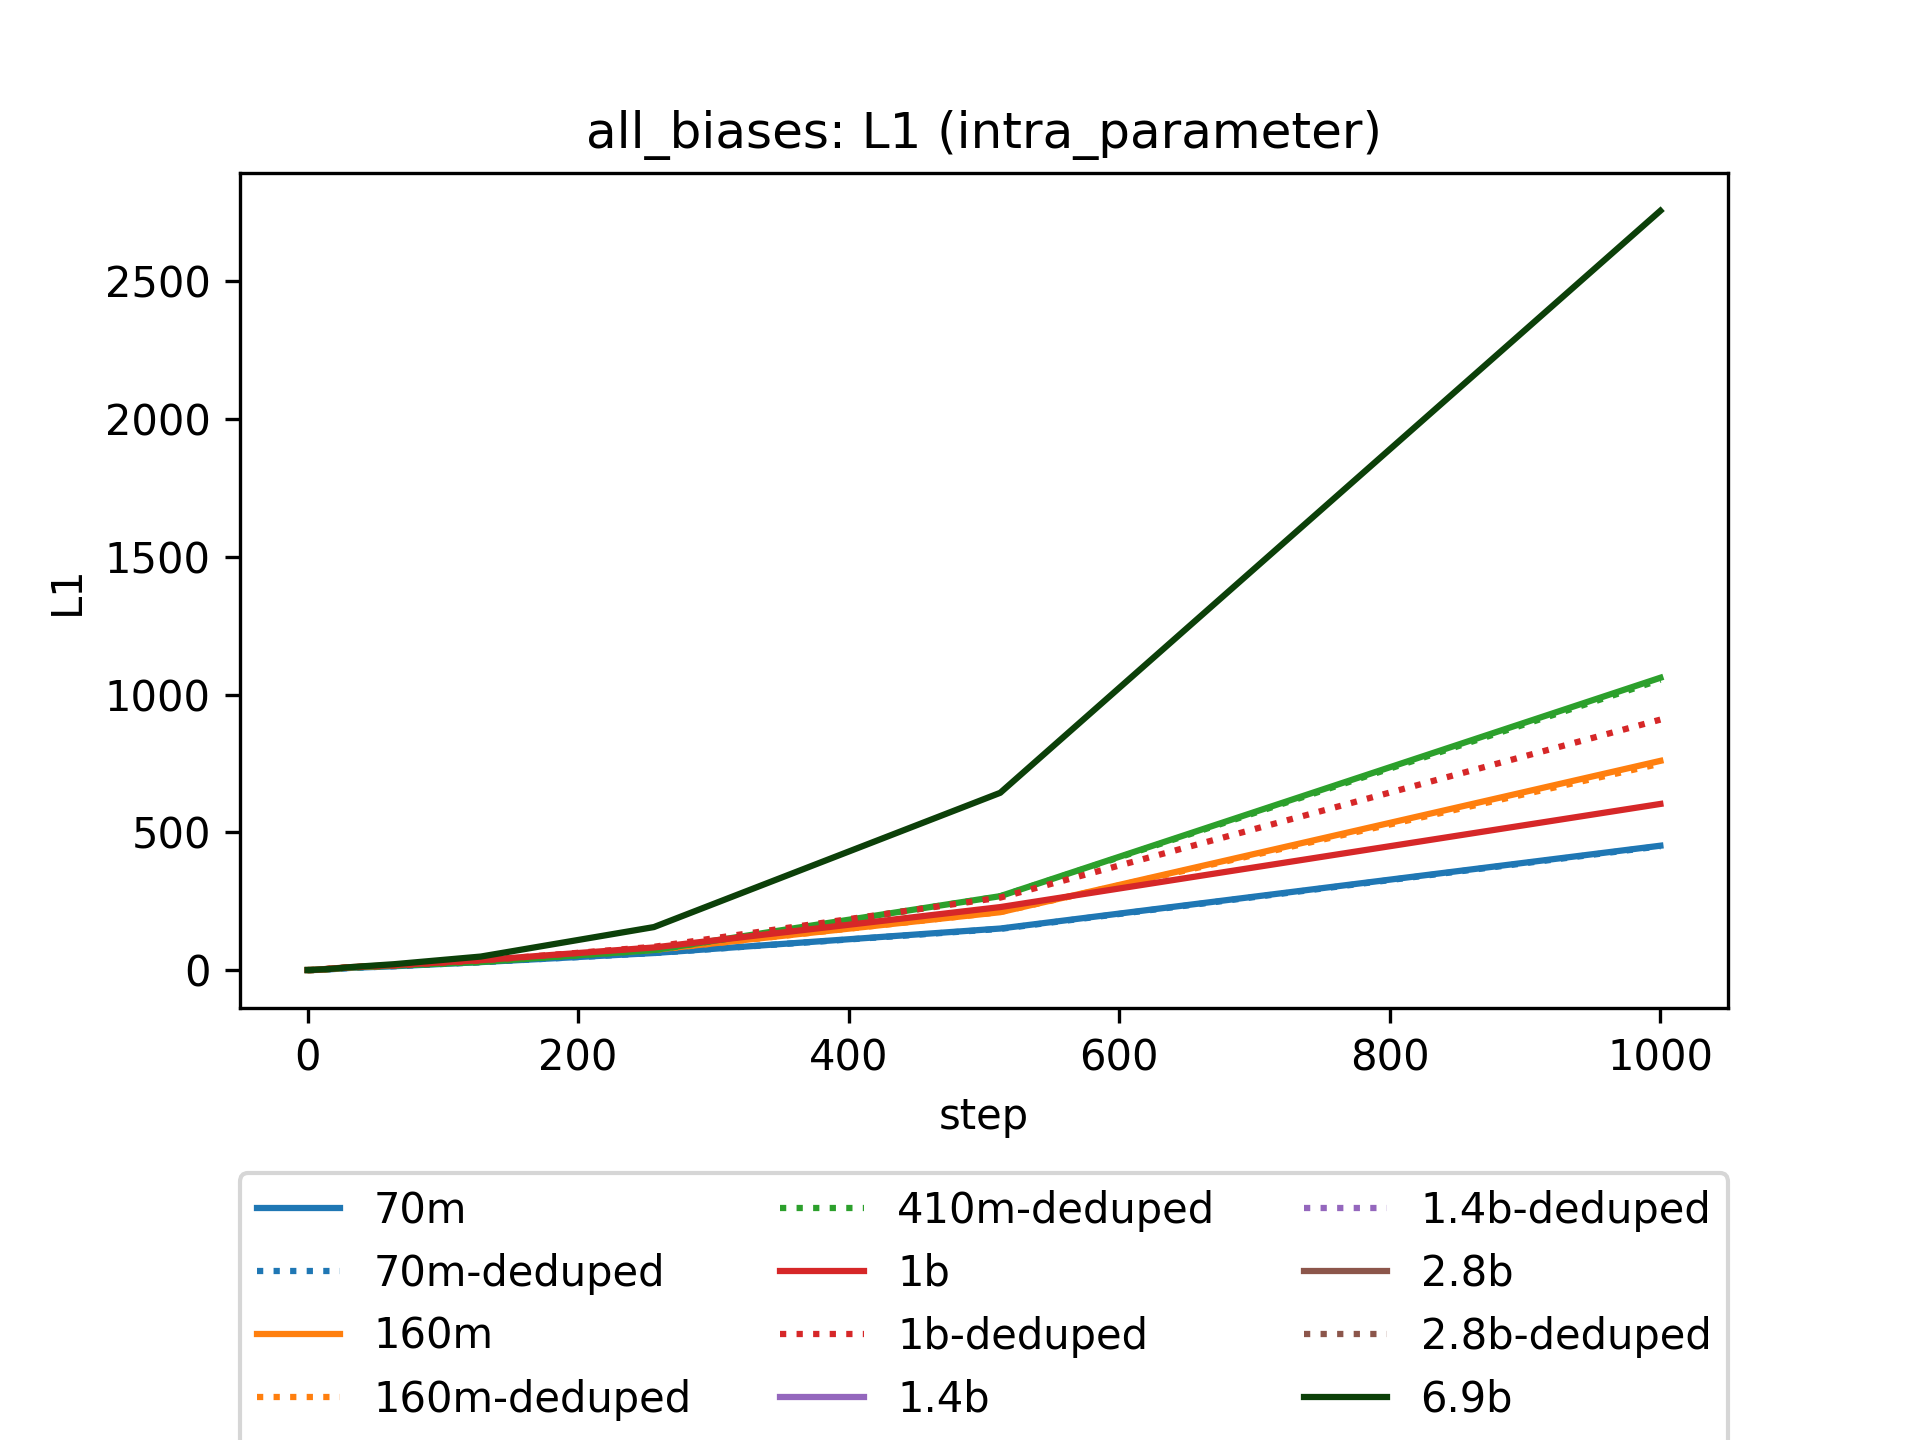 all_biases: L1 (intra_parameter)
2500
2000
1500
1000
500
0
L1
0 200 400 600 800 1000
step
70m
70m-deduped
160m
160m-deduped
410m-deduped
1b
1b-deduped
1.4b
1.4b-deduped
2.8b
2.8b-deduped
6.9b